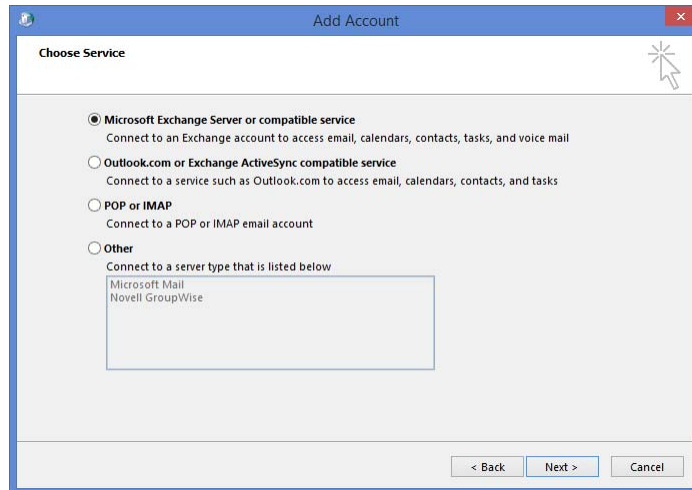 Add Account
Choose Service
Microsoft Exchange Server or compatible service
Connect to an Exchange account to access email, calendars, contacts, tasks, and voice mail
Outlook.com or Exchange ActiveSync compatible service
Connect to a service such as Outlook.com to access email, calendars, contacts, and tasks
POP or IMAP
Connect to a POP or IMAP email account
Other
Connect to a server type that is listed below
Microsoft Mail
Novell GroupWise
< Back Next > Cancel